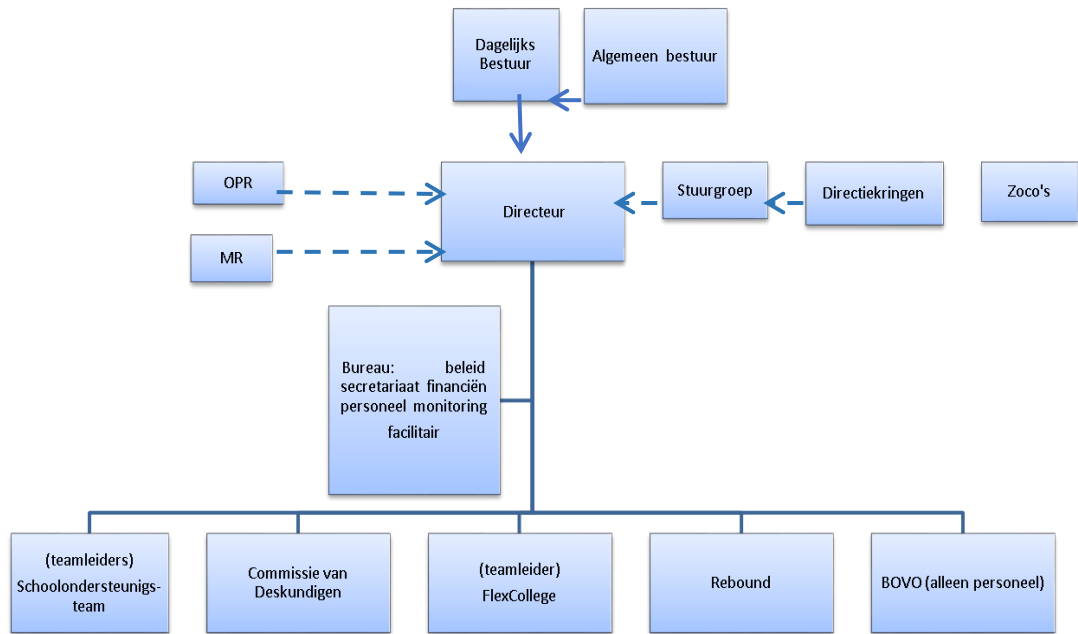 Dagelijks
Bestuur
Algemeen bestuur
OPR
Directeur
Stuurgroep
Directiekringen
Zoco's
MR
Bureau: beleid
secretariaat financiën
personeel monitoring
facilitair
(teamleiders)
Schoolondersteunigs-
team
Commissie van
Deskundigen
(teamleider)
FlexCollege
Rebound
BOVO (alleen personeel)